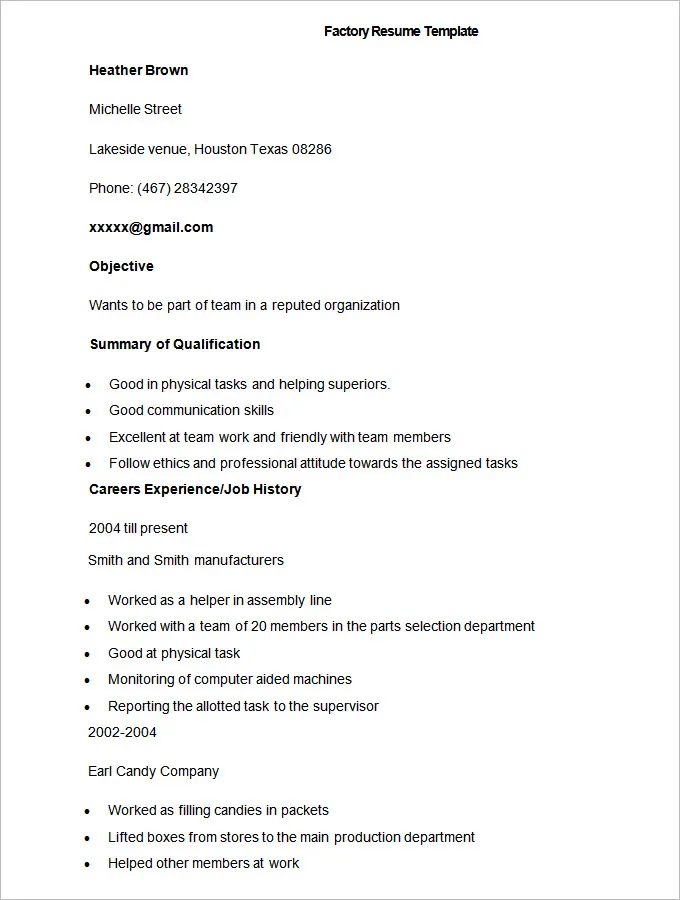 Factory Resume Template
Heather Brown
Michelle Street
Lakeside venue, Houston Texas 08286
Phone: (467) 28342397
xxxxx@gmail.com
Objective
Wants to be part of team in a reputed organization
Summary of Qualification
• Good in physical tasks and helping superiors.
• Good communication skills
• Excellent at team work and friendly with team members
• Follow ethics and professional attitude towards the assigned tasks
Careers Experience/Job History
2004 till present
Smith and Smith manufacturers
• Worked as a helper in assembly line
• Worked with a team of 20 members in the parts selection department
• Good at physical task
• Monitoring of computer aided machines
• Reporting the allotted task to the supervisor
2002-2004
Earl Candy Company
• Worked as filling candies in packets
• Lifted boxes from stores to the main production department
• Helped other members at work